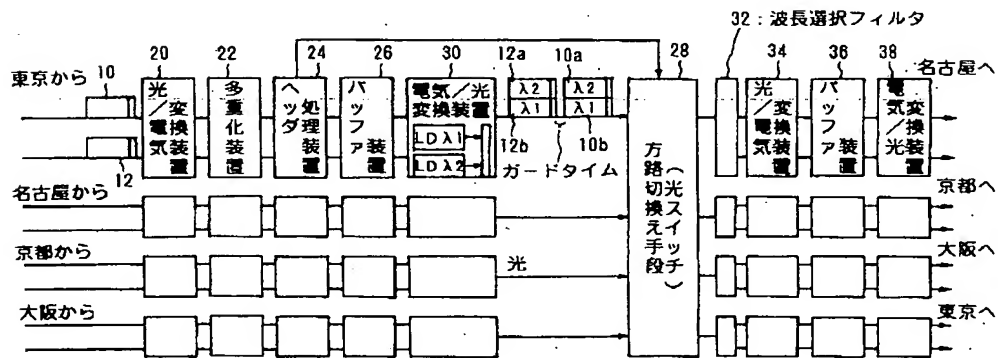 32:波長選択フィルタ
20
22
24
26
30
12a
10a
28
34
36
38
東京から
10
12
光/電気変換装置
多重化装置
ヘッダ処理装置
バッファ装置
電気/光変換装置
LDλ1
LDλ2
λ2
λ1
λ2
λ1
12b
10b
ガードタイム
方路切換え手段(光スイッチ)
光/電気変換装置
バッファ装置
電気/光変換装置
名古屋へ
名古屋から
京都へ
京都から
光
大阪へ
大阪から
東京へ